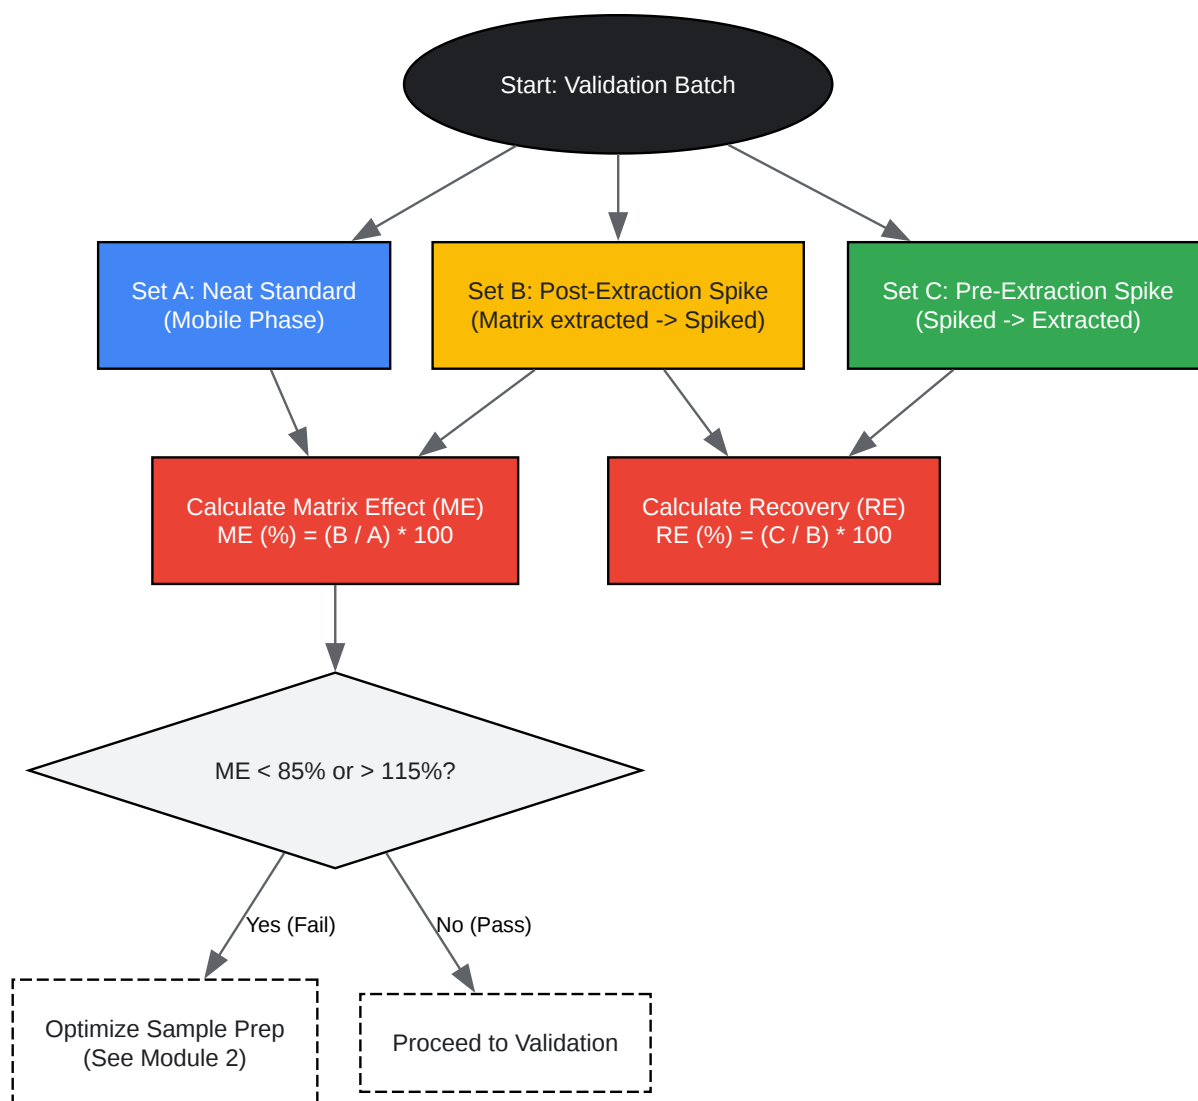 Start: Validation Batch
Set A: Neat Standard
(Mobile Phase)
Set B: Post-Extraction Spike
(Matrix extracted -> Spiked)
Set C: Pre-Extraction Spike
(Spiked -> Extracted)
Calculate Matrix Effect (ME)
ME (%) = (B / A) * 100
Calculate Recovery (RE)
RE (%) = (C / B) * 100
ME < 85% or > 115%?
Yes (Fail)
No (Pass)
Optimize Sample Prep
(See Module 2)
Proceed to Validation